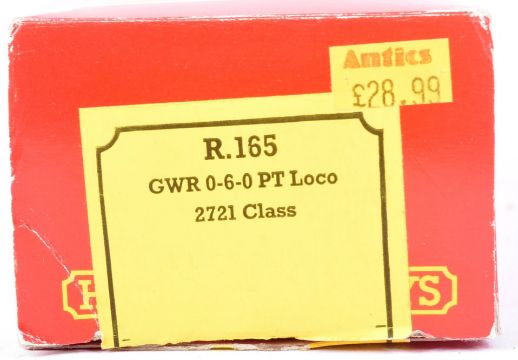 Antics
£28.99
R.165
GWR 0-6-0 PT Loco
2721 Class